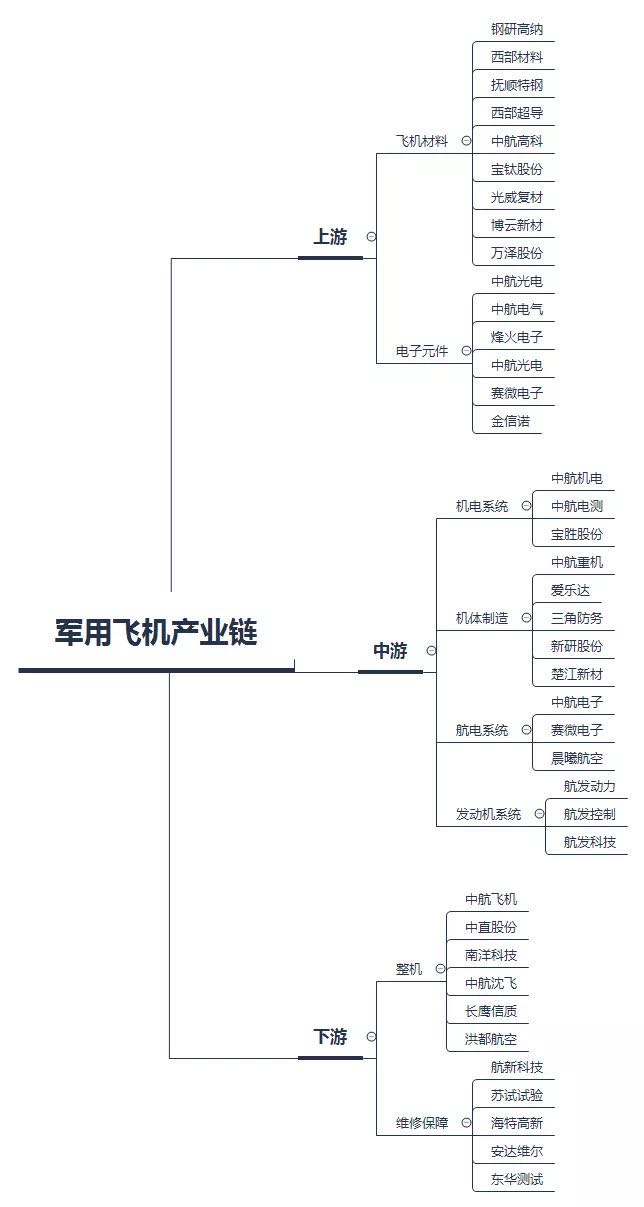 军用飞机产业链
上游
飞机材料
钢研高纳
西部材料
抚顺特钢
西部超导
中航高科
宝钛股份
光威复材
博云新材
万泽股份
电子元件
中航光电
中航电气
烽火电子
中航光电
赛微电子
金信诺
中游
机电系统
中航机电
中航电测
宝胜股份
机体制造
中航重机
爱乐达
三角防务
新研股份
楚江新材
航电系统
中航电子
赛微电子
晨曦航空
发动机系统
航发动力
航发控制
航发科技
下游
整机
中航飞机
中直股份
南洋科技
中航沈飞
长鹰信质
洪都航空
维修保障
航新科技
苏试试验
海特高新
安达维尔
东华测试